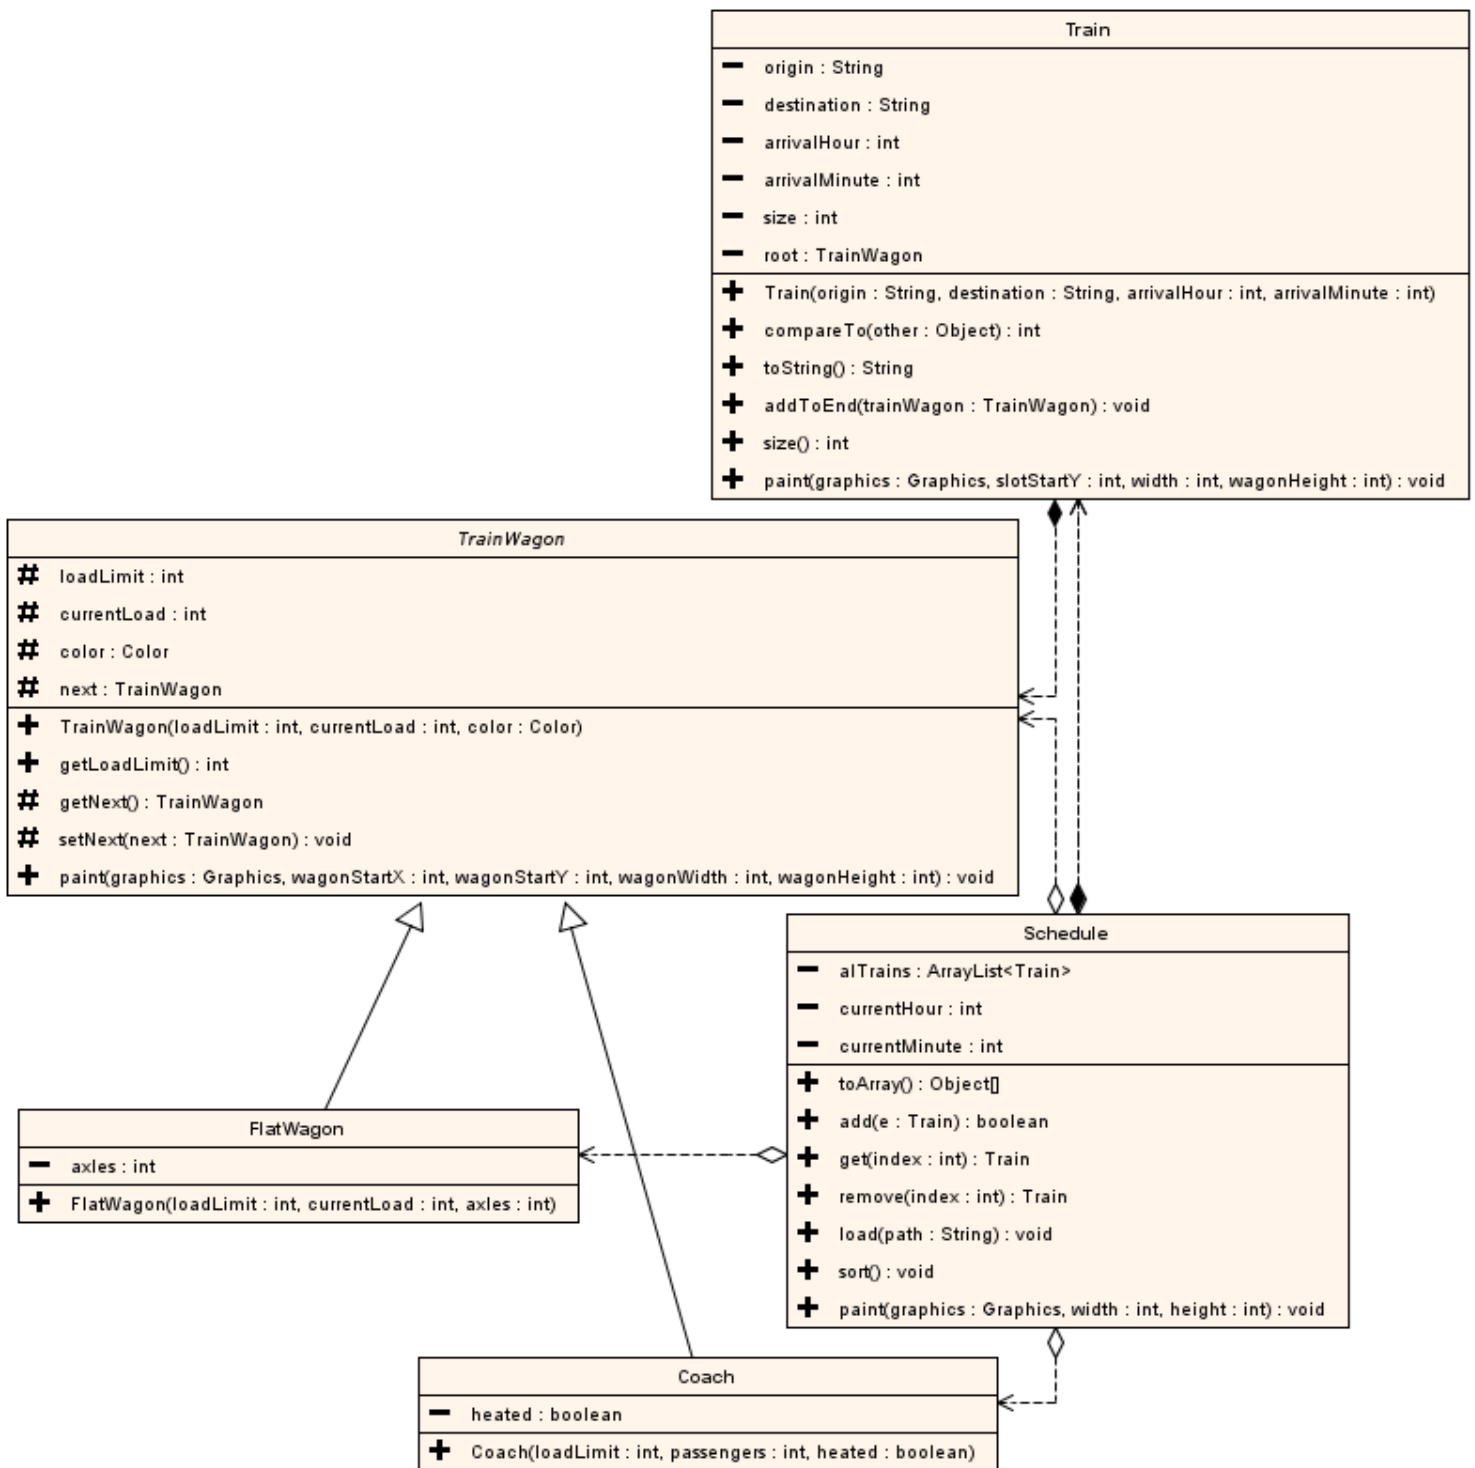 Train
− origin : String
− destination : String
− arrivalHour : int
− arrivalMinute : int
− size : int
− root : TrainWagon
+ Train(origin : String, destination : String, arrivalHour : int, arrivalMinute : int)
+ compareTo(other : Object) : int
+ toString() : String
+ addToEnd(trainWagon : TrainWagon) : void
+ size() : int
+ paint(graphics : Graphics, slotStartY : int, width : int, wagonHeight : int) : void
TrainWagon
# loadLimit : int
# currentLoad : int
# color : Color
# next : TrainWagon
+ TrainWagon(loadLimit : int, currentLoad : int, color : Color)
+ getLoadLimit() : int
# getNext() : TrainWagon
# setNext(next : TrainWagon) : void
+ paint(graphics : Graphics, wagonStartX : int, wagonStartY : int, wagonWidth : int, wagonHeight : int) : void
Schedule
− alTrains : ArrayList<Train>
− currentHour : int
− currentMinute : int
+ toArray() : Object[]
+ add(e : Train) : boolean
+ get(index : int) : Train
+ remove(index : int) : Train
+ load(path : String) : void
+ sort() : void
+ paint(graphics : Graphics, width : int, height : int) : void
FlatWagon
− axles : int
+ FlatWagon(loadLimit : int, currentLoad : int, axles : int)
Coach
− heated : boolean
+ Coach(loadLimit : int, passengers : int, heated : boolean)